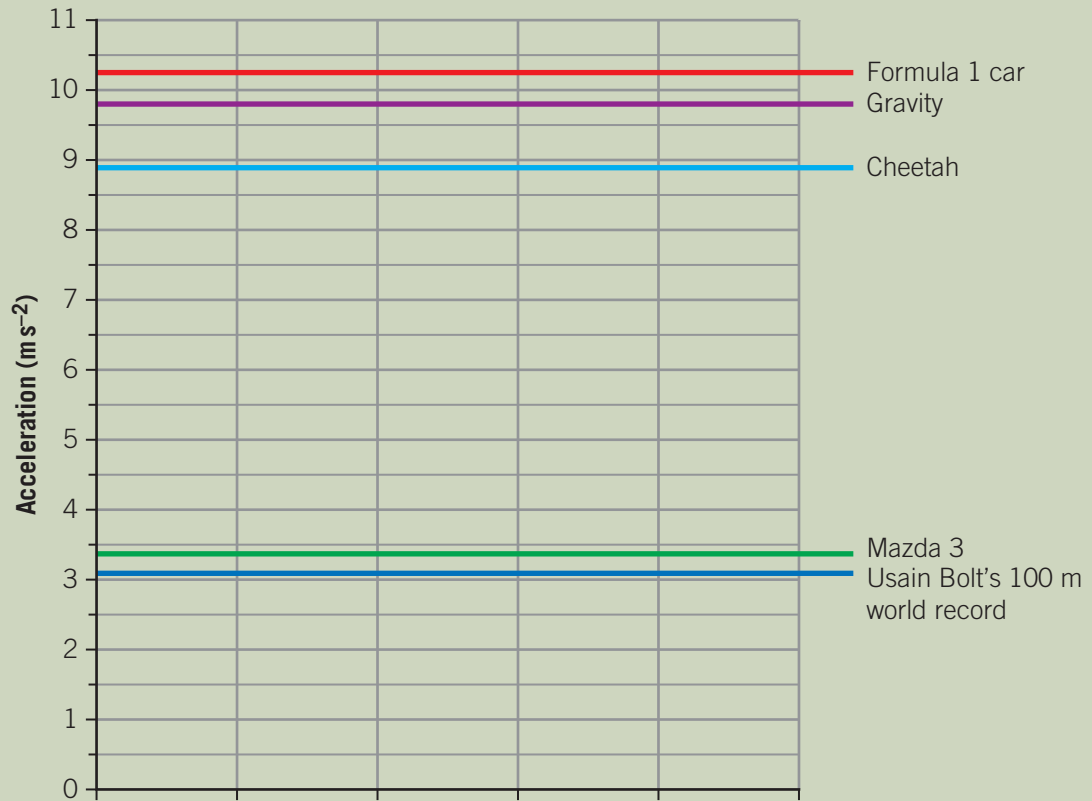 11
10
9
8
7
6
5
4
3
2
1
0
Acceleration (m s⁻²)
Formula 1 car
Gravity
Cheetah
Mazda 3
Usain Bolt's 100 m
world record